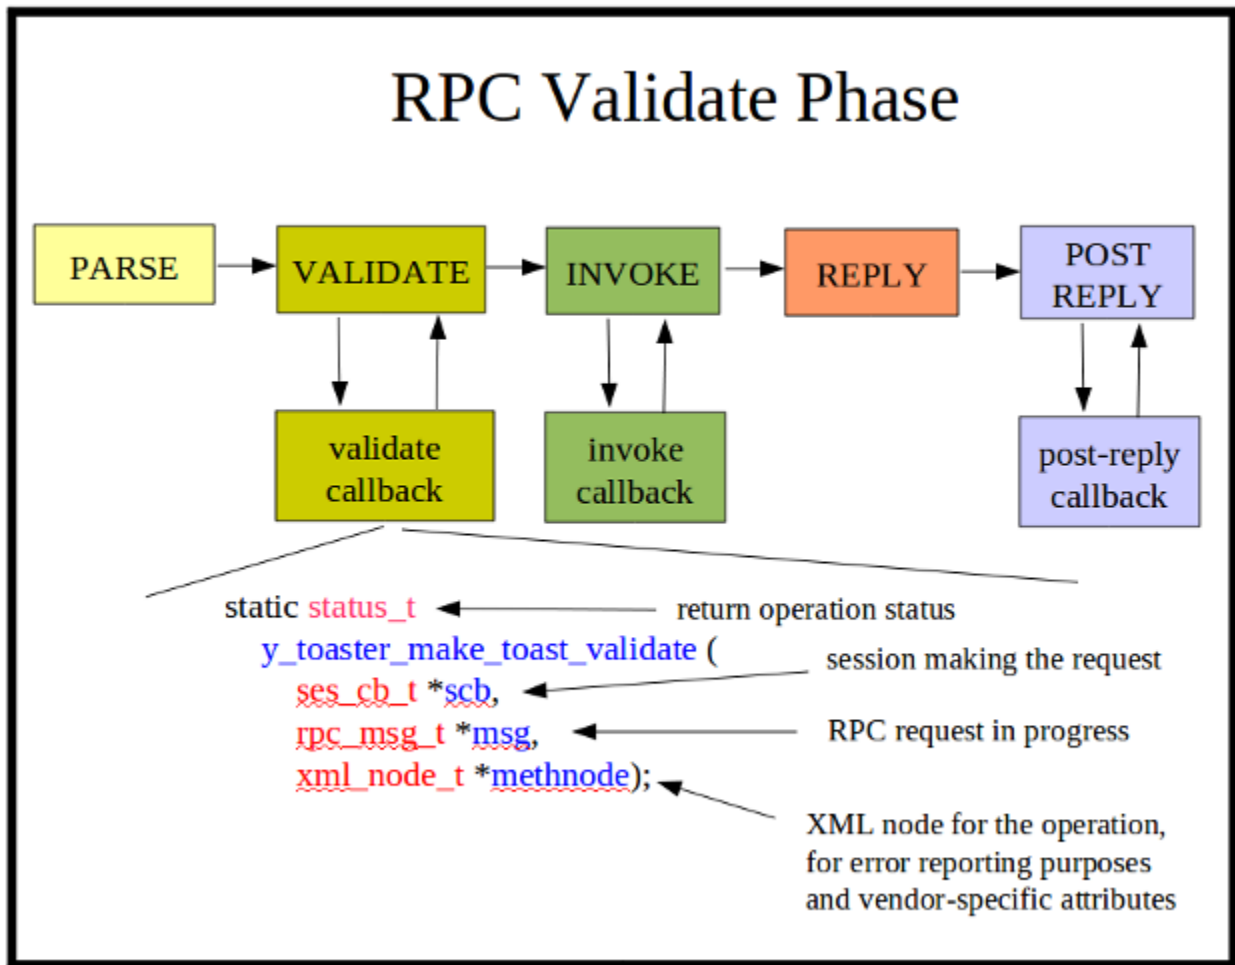 RPC Validate Phase
PARSE
VALIDATE
INVOKE
REPLY
POST
REPLY
validate
callback
invoke
callback
post-reply
callback
static status_t
return operation status
y_toaster_make_toast_validate (
session making the request
ses_cb_t *scb,
rpc_msg_t *msg,
RPC request in progress
xml_node_t *methnode);
XML node for the operation,
for error reporting purposes
and vendor-specific attributes